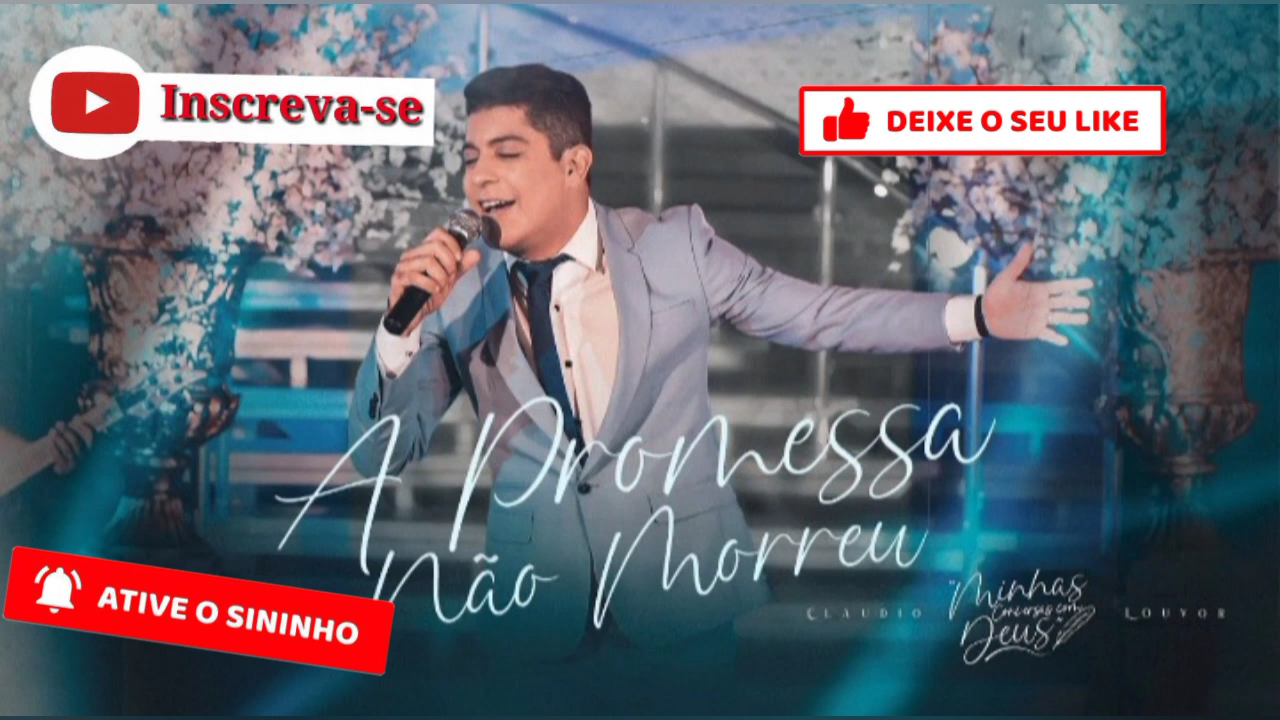 Inscreva-se
DEIXE O SEU LIKE
A Promessa
Não Morreu
ATIVE O SININHO
CLAUDIO LOUVOR
"Minhas
Conversas com
Deus"